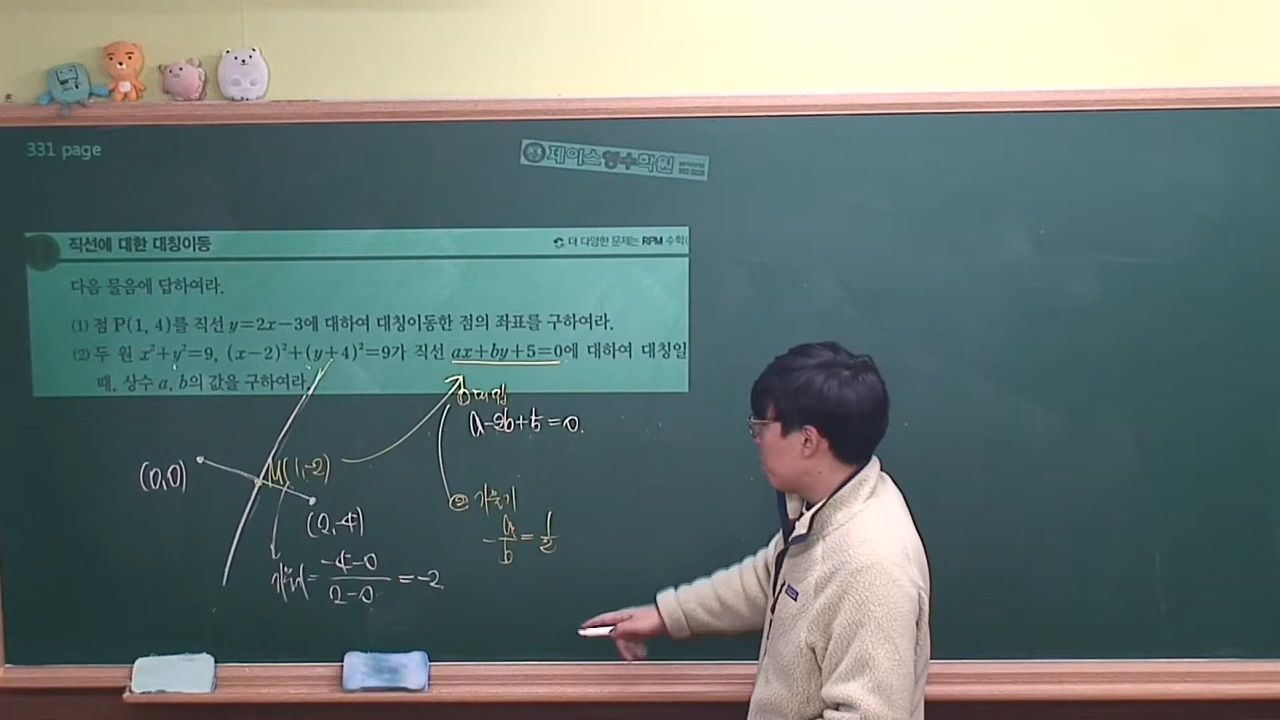 331 page
제이스영수학원
직선에 대한 대칭이동
더 다양한 문제는 RPM 수학(
다음 물음에 답하여라.
(1) 점 P(1, 4)를 직선 y=2x−3에 대하여 대칭이동한 점의 좌표를 구하여라.
(2) 두 원 x²+y²=9, (x−2)²+(y+4)²=9가 직선 ax+by+5=0에 대하여 대칭일
때, 상수 a, b의 값을 구하여라.
① 대입
a-2b+5=0.
(0,0)
M(1,-2)
(2,-4)
기울기=\frac{-4-0}{2-0}=-2
② 기울기
-\frac{a}{b}=\frac{1}{2}